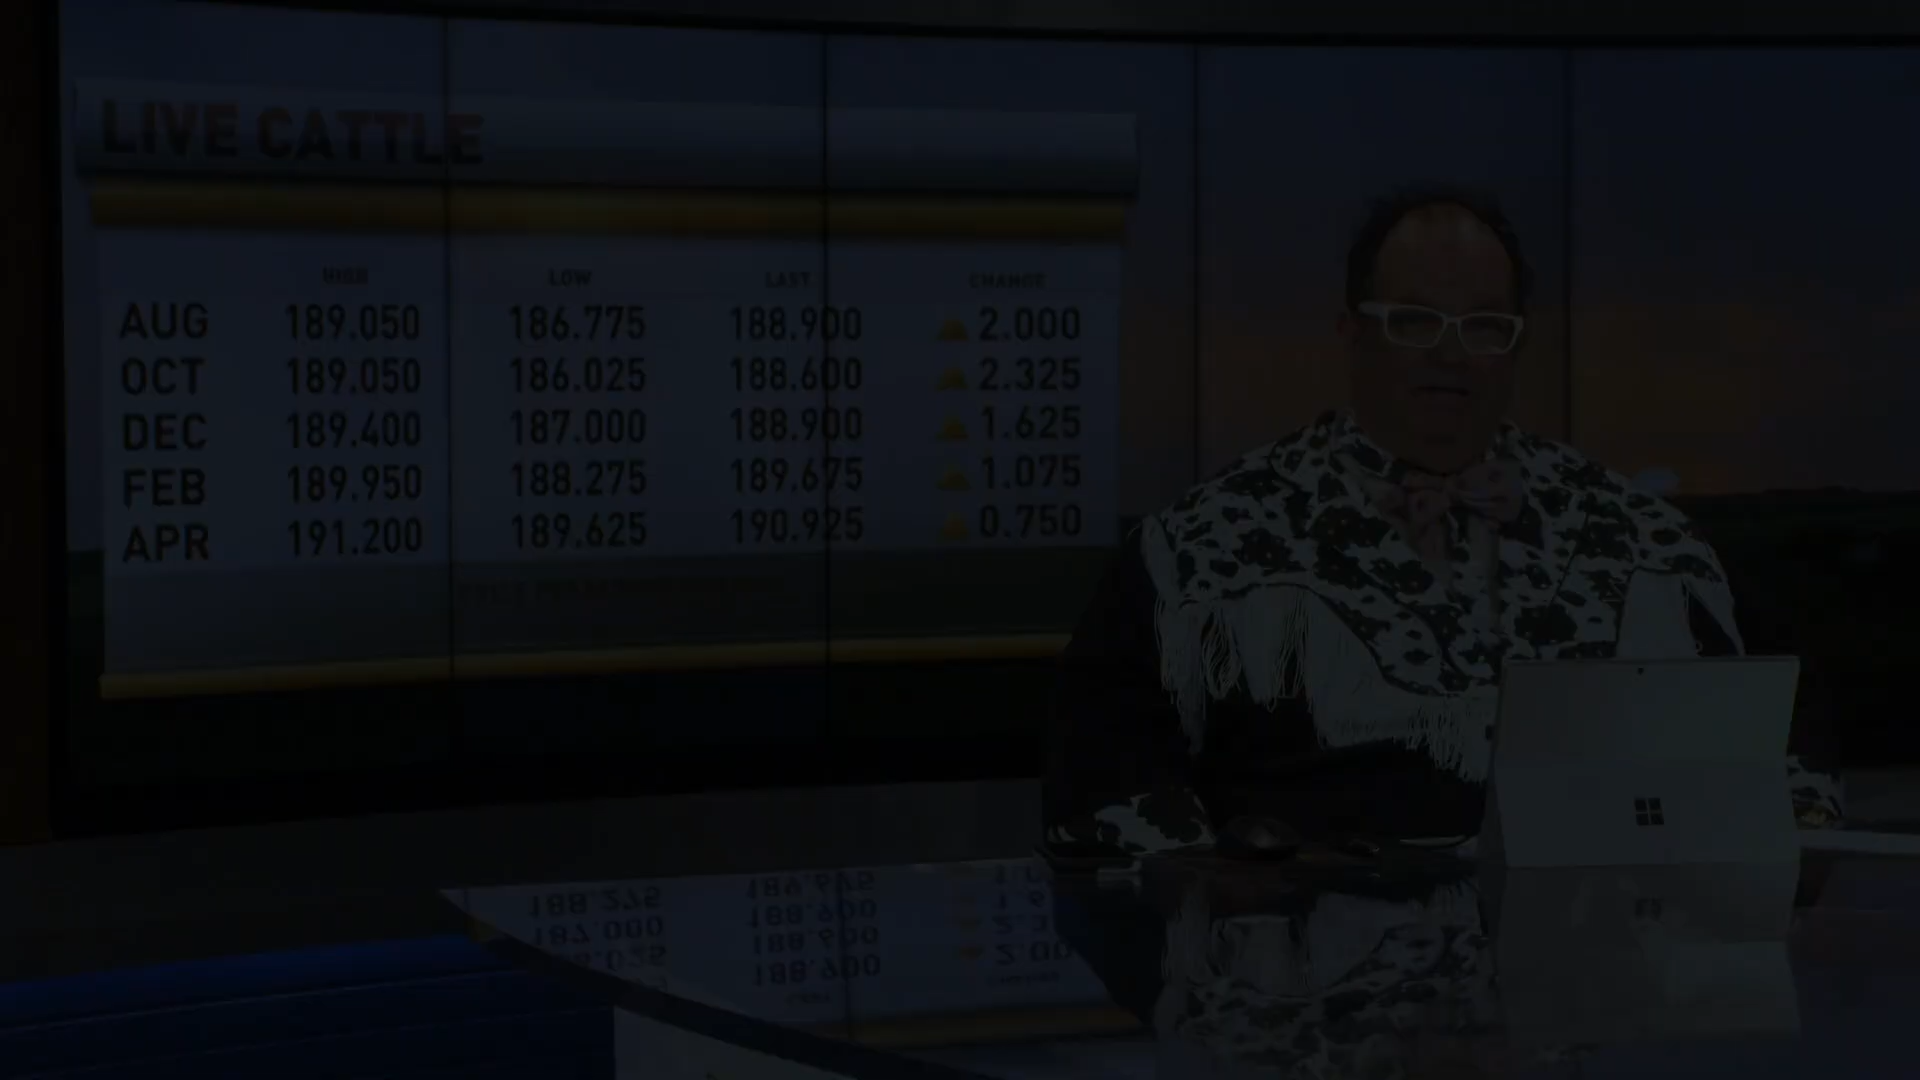 LIVE CATTLE
HIGH LOW LAST CHANGE
AUG 189.050 186.775 188.900 2.000
OCT 189.050 186.025 188.600 2.325
DEC 189.400 187.000 188.900 1.625
FEB 189.950 188.275 189.675 1.075
APR 191.200 189.625 190.925 0.750